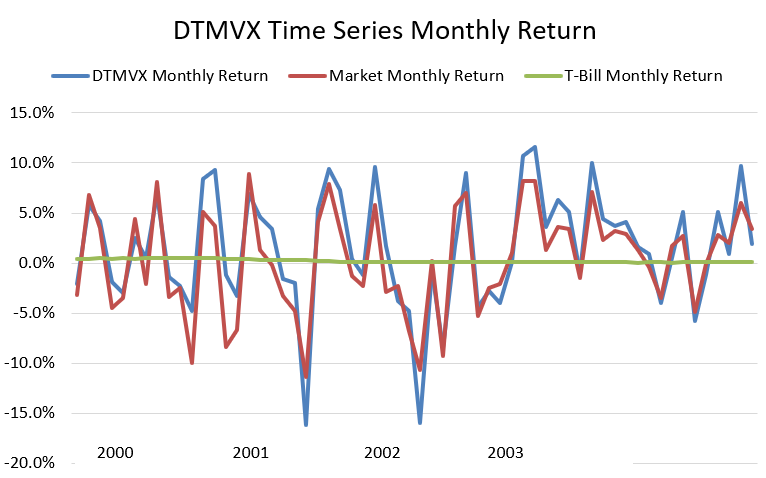 DTMVX Time Series Monthly Return
DTMVX Monthly Return Market Monthly Return T-Bill Monthly Return
15.0%
10.0%
5.0%
0.0%
-5.0%
-10.0%
-15.0%
-20.0%
2000 2001 2002 2003